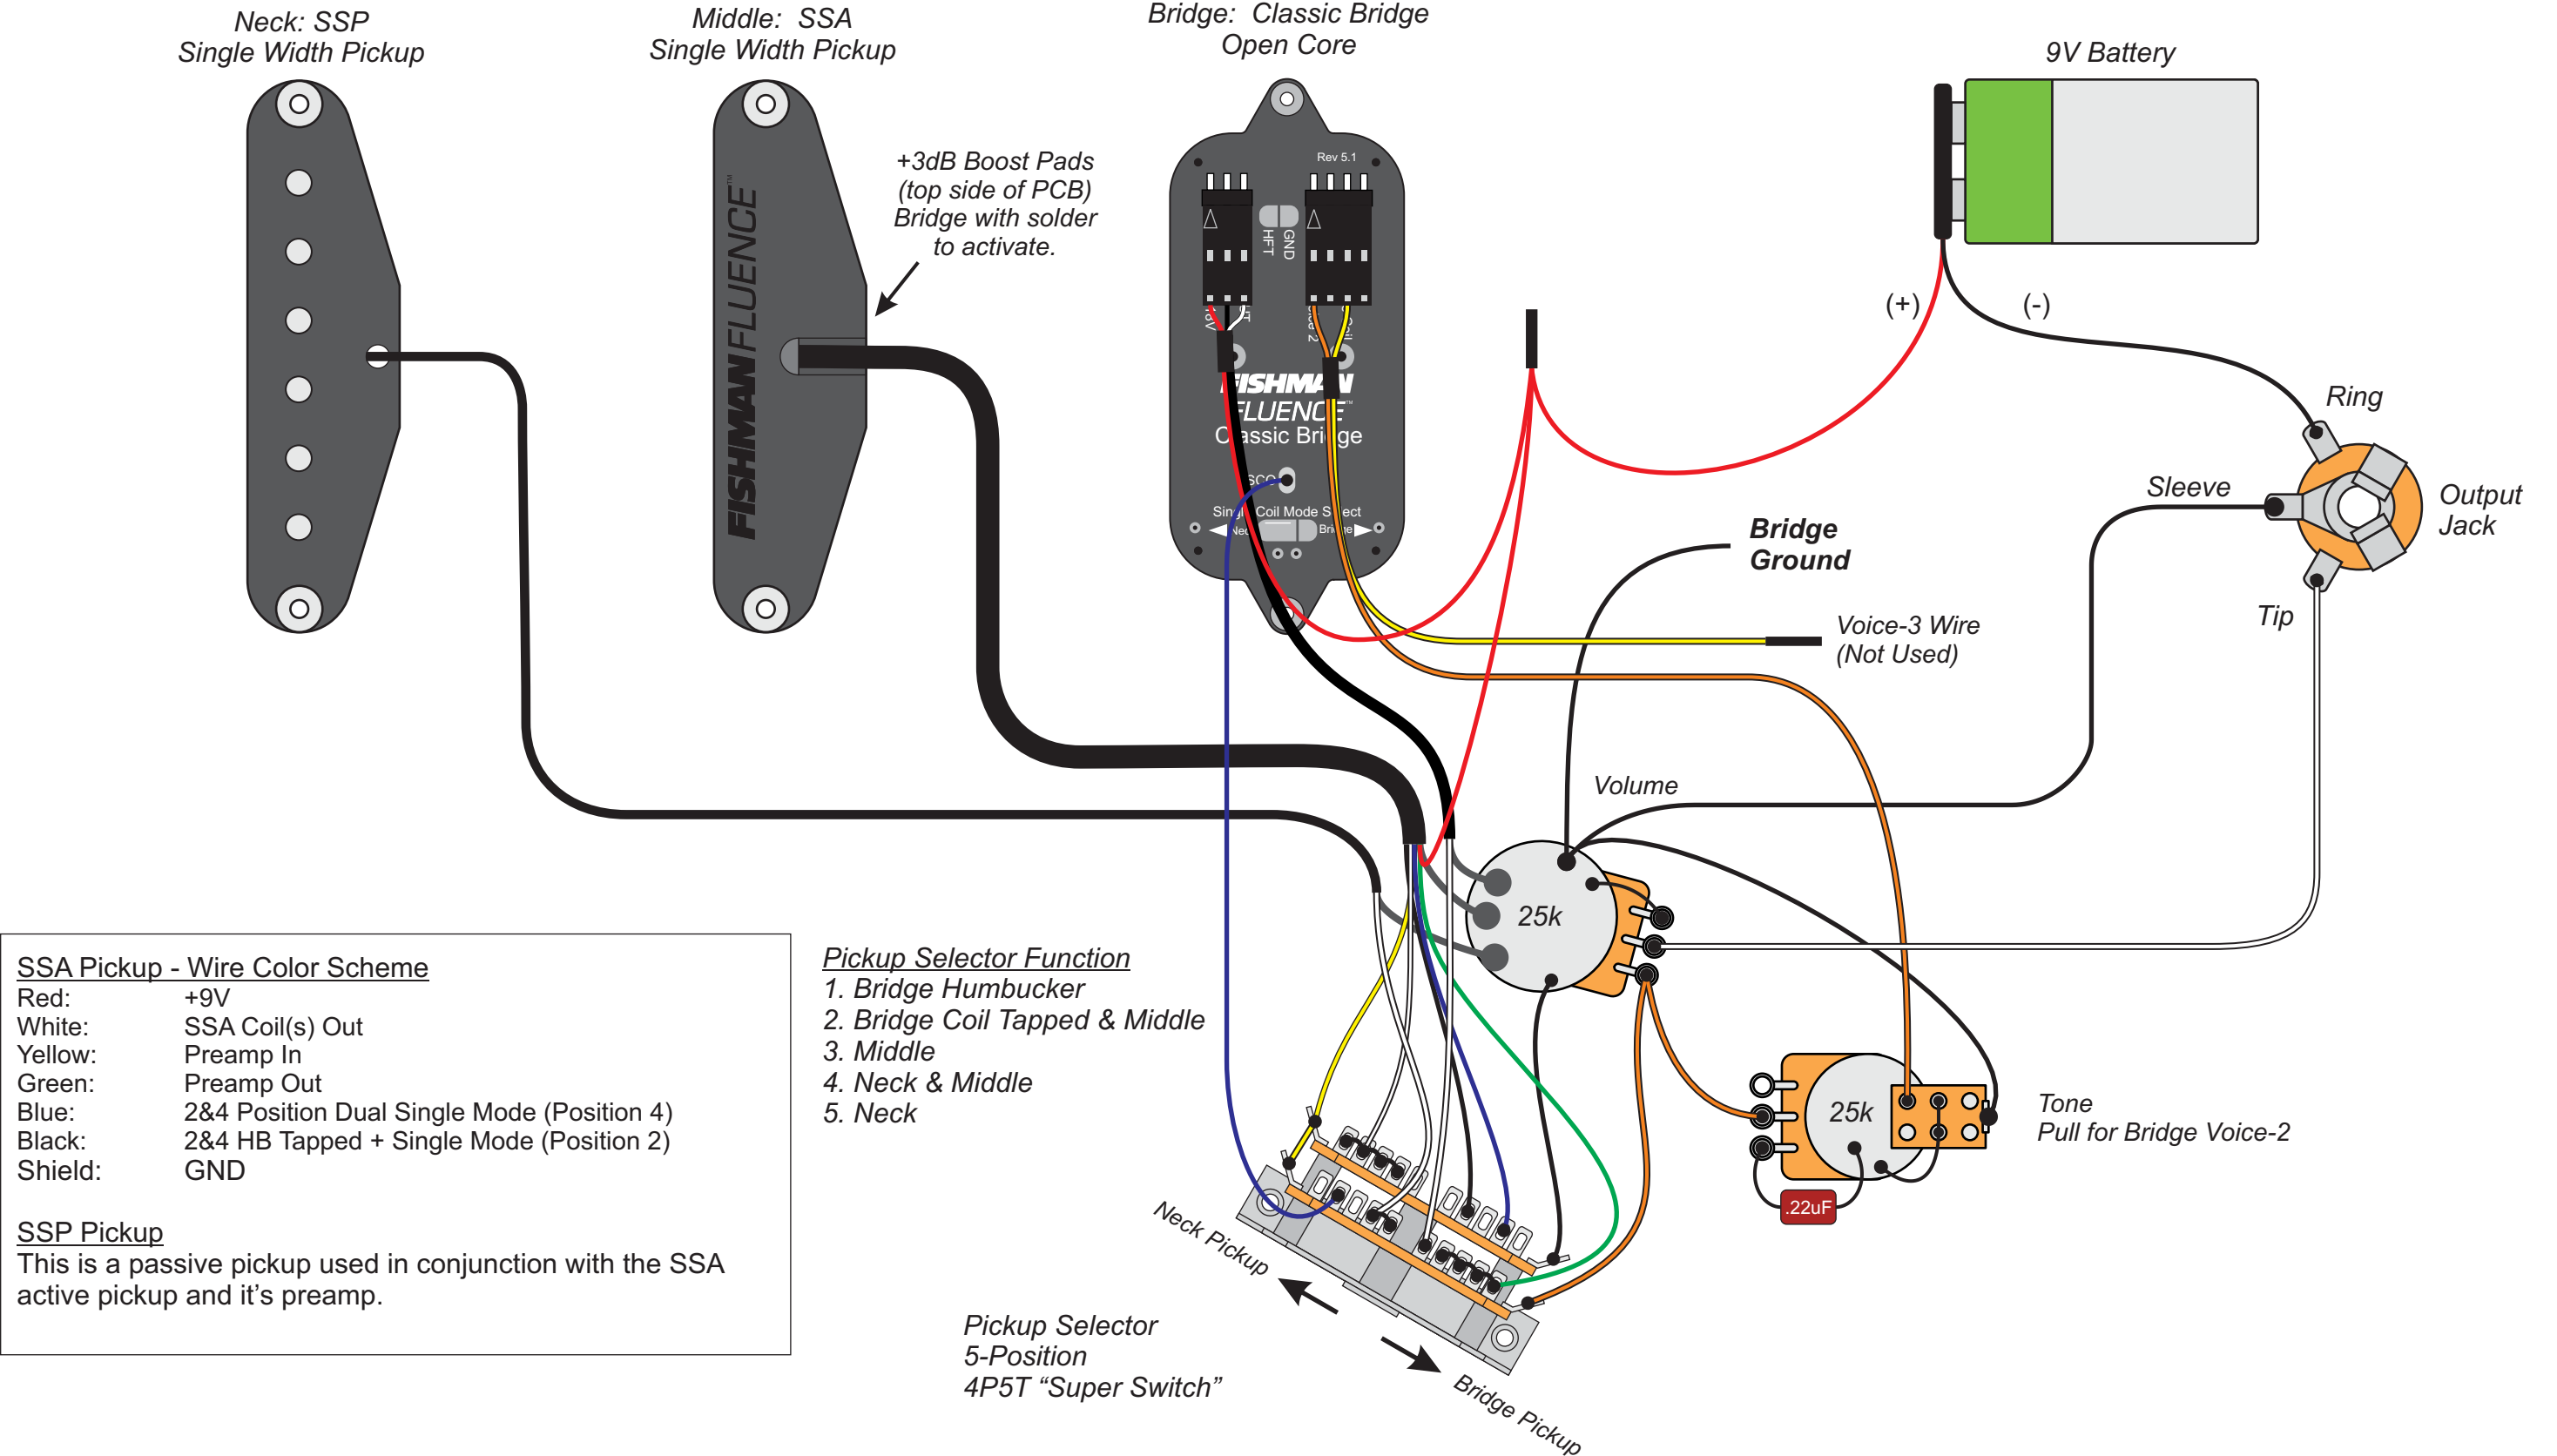 Neck: SSP
Single Width Pickup
Middle: SSA
Single Width Pickup
Bridge: Classic Bridge
Open Core
9V Battery
+3dB Boost Pads
(top side of PCB)
Bridge with solder
to activate.
FISHMAN FLUENCE™
Rev 5.1
HFT
GND
FISHMAN
FLUENCE™
Classic Bridge
SCC
Single Coil Mode Select
Neck
Bridge
(+)
(-)
Ring
Sleeve
Output
Jack
Tip
Bridge
Ground
Voice-3 Wire
(Not Used)
Volume
25k
25k
.22uF
Tone
Pull for Bridge Voice-2
SSA Pickup - Wire Color Scheme
Red: +9V
White: SSA Coil(s) Out
Yellow: Preamp In
Green: Preamp Out
Blue: 2&4 Position Dual Single Mode (Position 4)
Black: 2&4 HB Tapped + Single Mode (Position 2)
Shield: GND
SSP Pickup
This is a passive pickup used in conjunction with the SSA
active pickup and it's preamp.
Pickup Selector Function
1. Bridge Humbucker
2. Bridge Coil Tapped & Middle
3. Middle
4. Neck & Middle
5. Neck
Neck Pickup
Pickup Selector
5-Position
4P5T “Super Switch”
Bridge Pickup